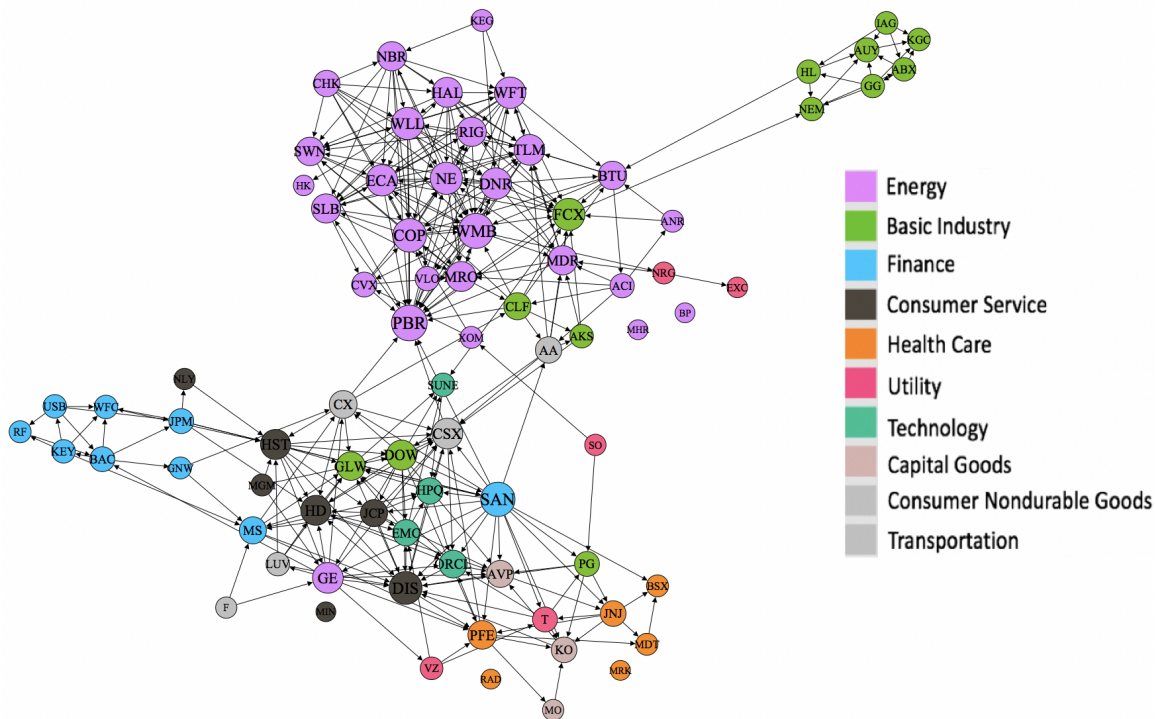 KEG
IAG
KGC
AUY
NBR
ABX
HL
CHK
GG
HAL
WFT
NEM
WLL
RIG
SWN
TLM
BTU
ECA
NE
DNR
HK
SLB
FCX
ANR
COP
WMB
MDR
NRG
CVX
VLO
MRO
ACI
EXC
CLF
BP
PBR
MHR
XOM
AKS
AA
NLY
SUNE
USB
WFC
CX
JPM
RF
CSX
HST
SO
KEY
BAC
GLW
DOW
GNW
MGM
HPQ
SAN
HD
JCP
MS
EMC
LUV
ORCL
PG
GE
AVP
BSX
DIS
F
MIN
T
JNJ
PFE
KO
MDT
VZ
RAD
MRK
MO
Energy
Basic Industry
Finance
Consumer Service
Health Care
Utility
Technology
Capital Goods
Consumer Nondurable Goods
Transportation